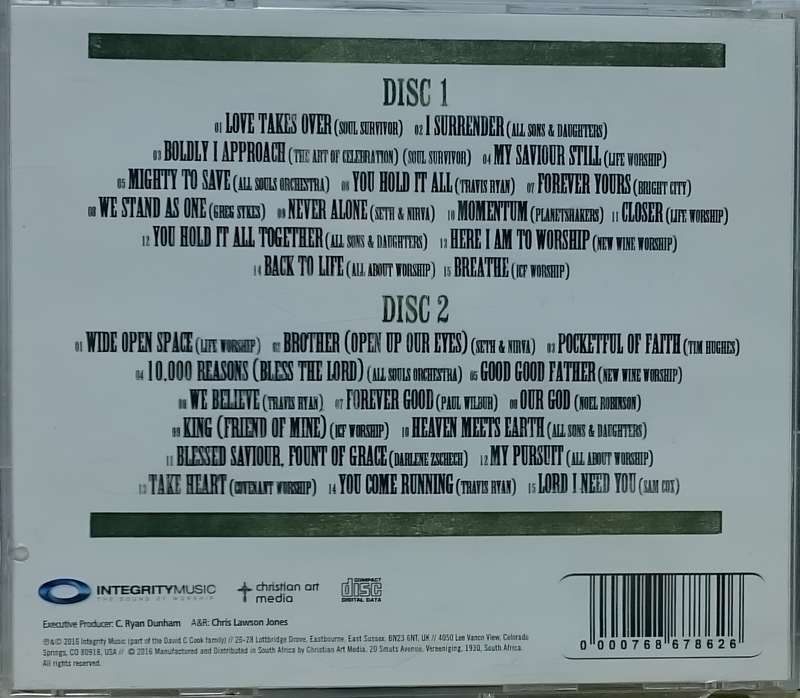 DISC 1
01 LOVE TAKES OVER (SOUL SURVIVOR) 02 I SURRENDER (ALL SONS & DAUGHTERS)
03 BOLDLY I APPROACH (THE ART OF CELEBRATION) (SOUL SURVIVOR) 04 MY SAVIOUR STILL (LIFE WORSHIP)
05 MIGHTY TO SAVE (ALL SOULS ORCHESTRA) 06 YOU HOLD IT ALL (TRAVIS RYAN) 07 FOREVER YOURS (BRIGHT CITY)
08 WE STAND AS ONE (GREG SYKES) 09 NEVER ALONE (SETH & NIRVA) 10 MOMENTUM (PLANETSHAKERS) 11 CLOSER (LIFE WORSHIP)
12 YOU HOLD IT ALL TOGETHER (ALL SONS & DAUGHTERS) 13 HERE I AM TO WORSHIP (NEW WINE WORSHIP)
14 BACK TO LIFE (ALL ABOUT WORSHIP) 15 BREATHE (ICF WORSHIP)
DISC 2
01 WIDE OPEN SPACE (LIFE WORSHIP) 02 BROTHER (OPEN UP OUR EYES) (SETH & NIRVA) 03 POCKETFUL OF FAITH (TIM HUGHES)
04 10,000 REASONS (BLESS THE LORD) (ALL SOULS ORCHESTRA) 05 GOOD GOOD FATHER (NEW WINE WORSHIP)
06 WE BELIEVE (TRAVIS RYAN) 07 FOREVER GOOD (PAUL WILBUR) 08 OUR GOD (NOEL ROBINSON)
09 KING (FRIEND OF MINE) (ICF WORSHIP) 10 HEAVEN MEETS EARTH (ALL SONS & DAUGHTERS)
11 BLESSED SAVIOUR, FOUNT OF GRACE (DARLENE ZSCHECH) 12 MY PURSUIT (ALL ABOUT WORSHIP)
13 TAKE HEART (COVENANT WORSHIP) 14 YOU COME RUNNING (TRAVIS RYAN) 15 LORD I NEED YOU (SAM COX)
INTEGRITYMUSIC christian art COMPACT
THE SOUND OF WORSHIP media disc
DIGITAL DATA
Executive Producer: C. Ryan Dunham A&R: Chris Lawson Jones
℗&© 2016 Integrity Music (part of the David C Cook family) // 26-28 Lottbridge Drove, Eastbourne, East Sussex, BN23 6NT, UK // 4050 Lee Vance View, Colorado
Springs, CO 80918, USA // © 2016 Manufactured and Distributed in South Africa by Christian Art Media, 20 Smuts Avenue, Vereeniging, 1930, South Africa.
All rights reserved.
0 000768 678626